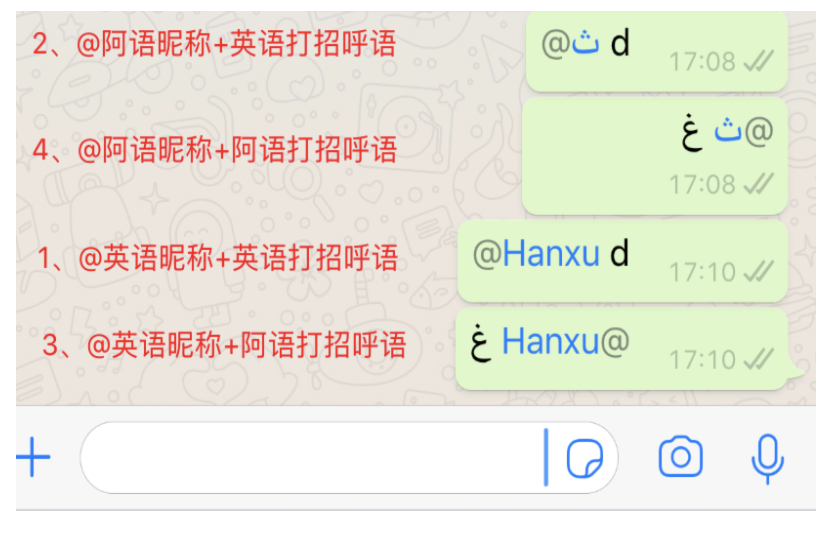 2、@阿语昵称+英语打招呼语
@ث d
17:08
4、@阿语昵称+阿语打招呼语
@ث غ
17:08
1、@英语昵称+英语打招呼语
@Hanxu d
17:10
3、@英语昵称+阿语打招呼语
غ Hanxu@
17:10